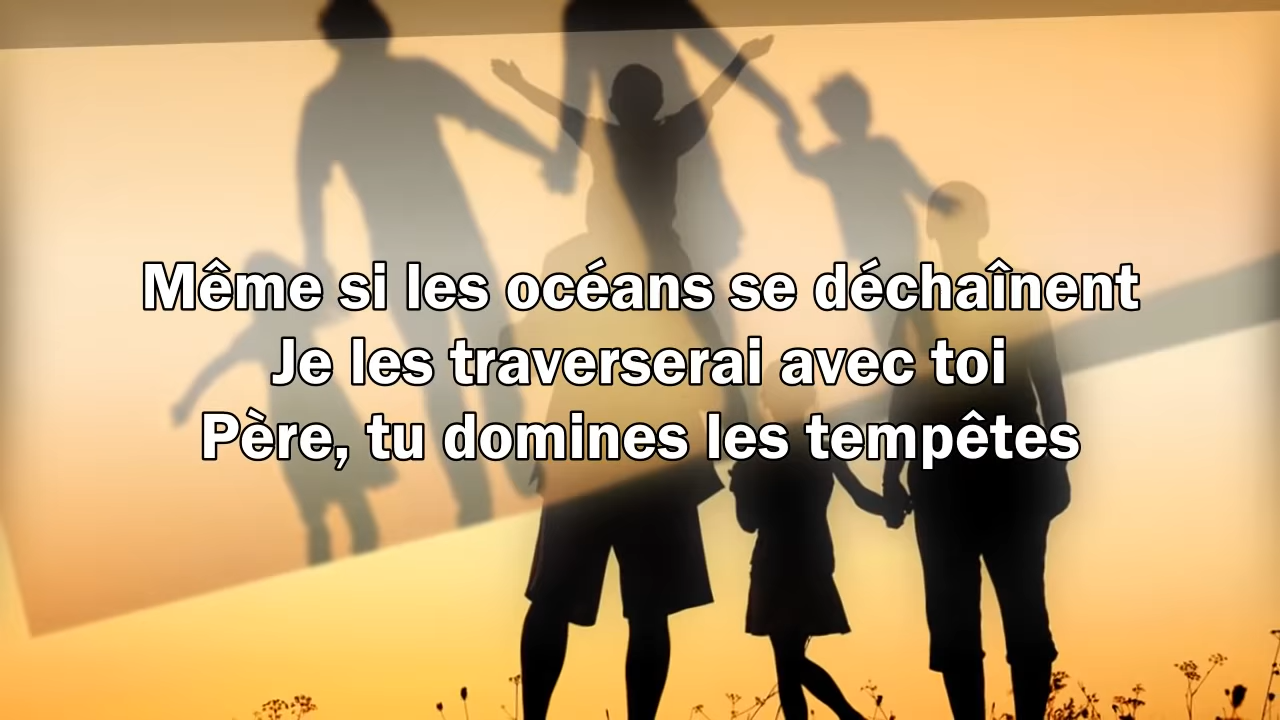 Même si les océans se déchaînent
Je les traverserai avec toi
Père, tu domines les tempêtes